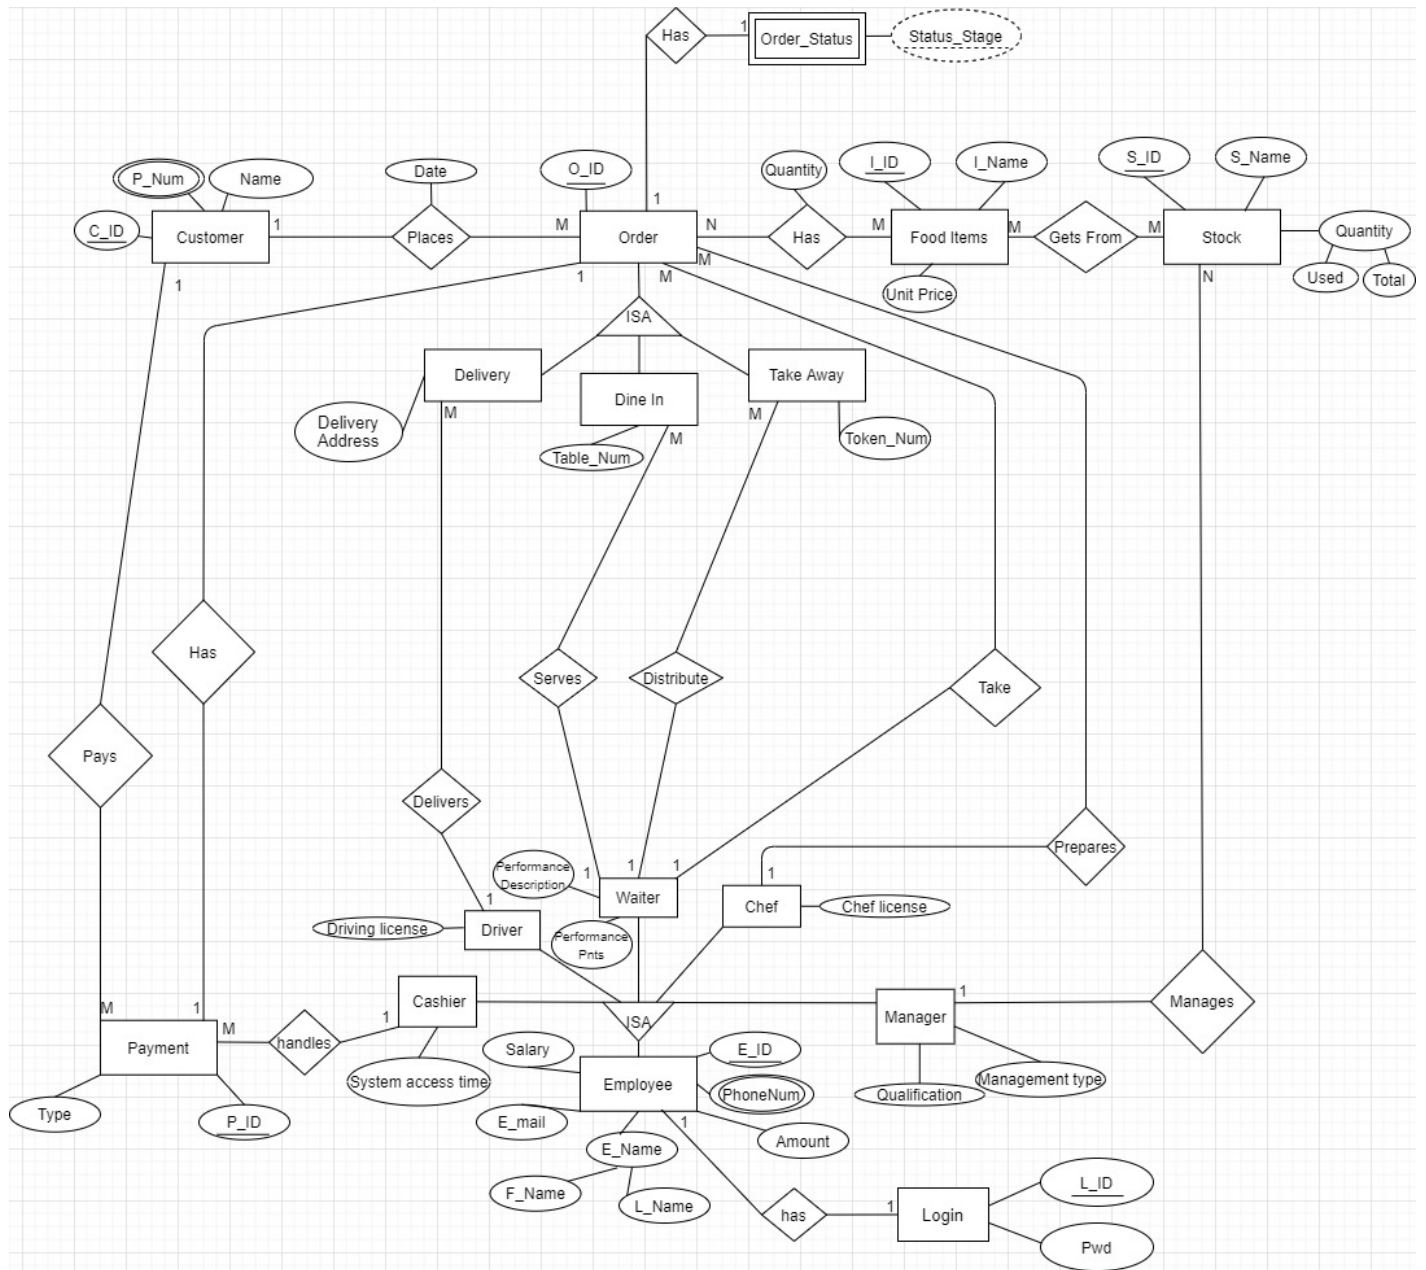 Has
1
Order_Status
Status_Stage
P_Num
Name
Date
O_ID
Quantity
I_ID
I_Name
S_ID
S_Name
C_ID
Customer
1
Places
M
Order
1
N
Has
M
Food Items
M
Gets From
M
Stock
Quantity
Used
Total
1
1
M
M
Unit Price
N
ISA
Delivery
Dine In
Take Away
M
M
M
Delivery
Address
Table_Num
Token_Num
Has
Serves
Distribute
Take
Pays
Delivers
Prepares
Performance
Description
1
1
1
1
1
Waiter
Chef
Chef license
Driving license
Driver
Performance
Pnts
Cashier
1
Manages
M
1
M
1
Manager
ISA
Payment
handles
Salary
E_ID
System access time
Employee
PhoneNum
Management type
Qualification
Type
P_ID
E_mail
1
Amount
E_Name
F_Name
L_Name
has
1
Login
L_ID
Pwd